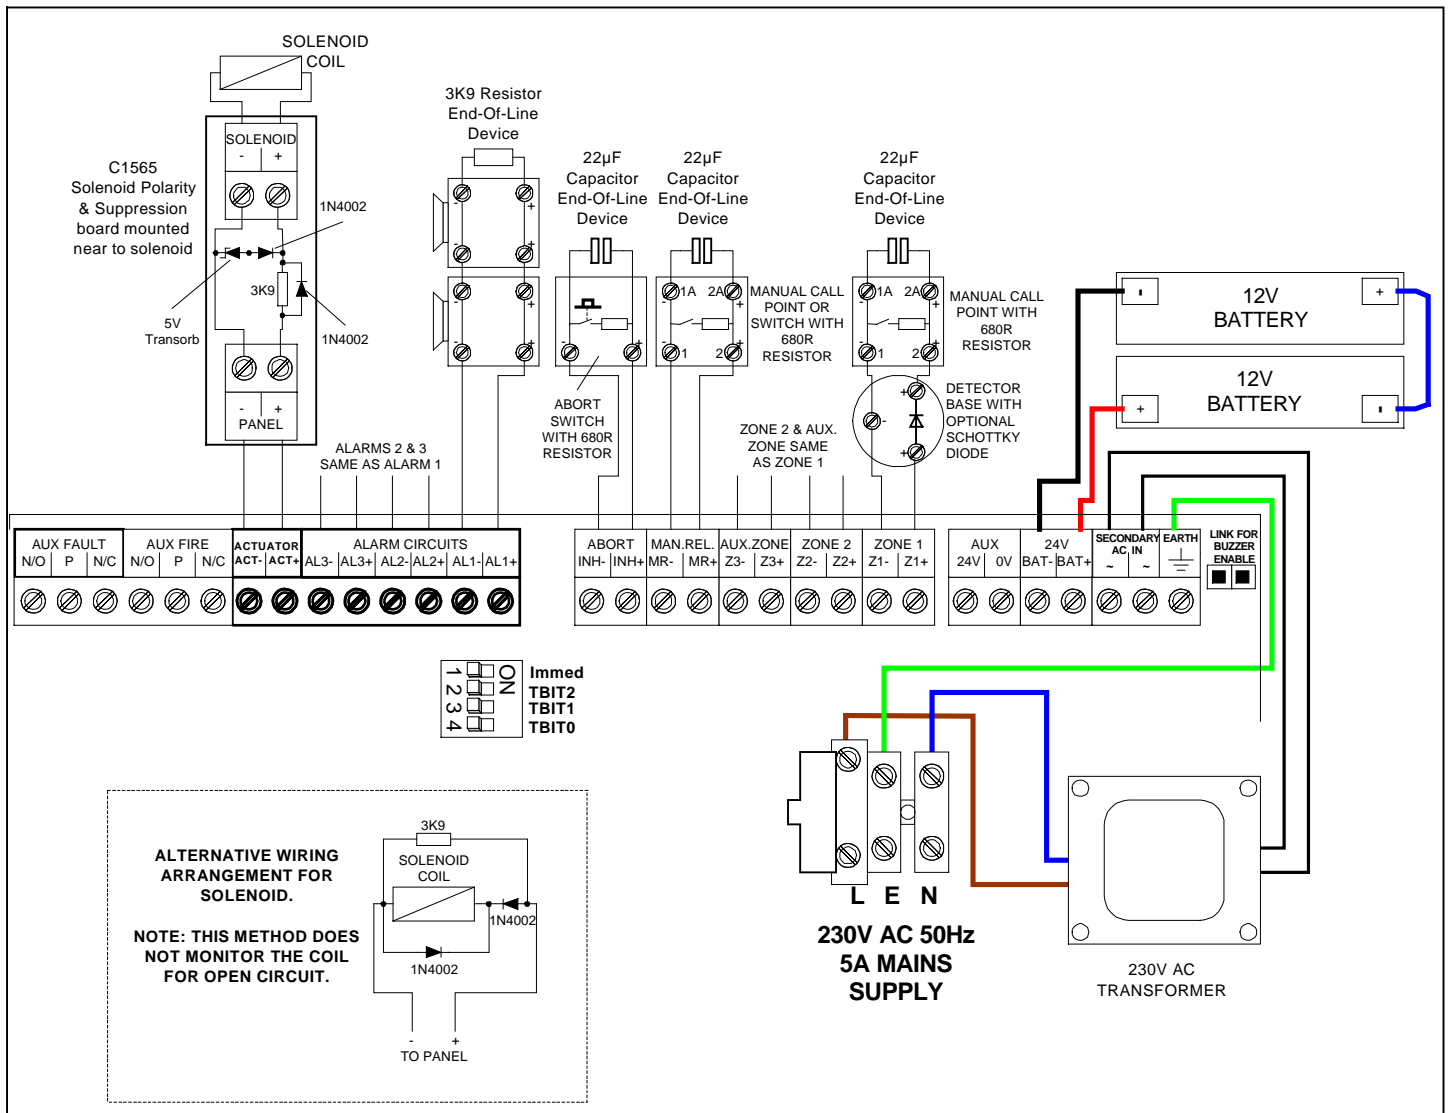 SOLENOID
COIL
SOLENOID
- +
C1565
Solenoid Polarity
& Suppression
board mounted
near to solenoid
1N4002
3K9
5V
Transorb
1N4002
- +
PANEL
3K9 Resistor
End-Of-Line
Device
- +
- +
- +
- +
ALARMS 2 & 3
SAME AS ALARM 1
22µF
Capacitor
End-Of-Line
Device
- +
ABORT
SWITCH
WITH 680R
RESISTOR
22µF
Capacitor
End-Of-Line
Device
1A 2A
- +
- +
1 2
MANUAL CALL
POINT OR
SWITCH WITH
680R
RESISTOR
22µF
Capacitor
End-Of-Line
Device
1A 2A
- +
- +
1 2
MANUAL CALL
POINT WITH
680R
RESISTOR
+
-
+
DETECTOR
BASE WITH
OPTIONAL
SCHOTTKY
DIODE
ZONE 2 & AUX.
ZONE SAME
AS ZONE 1
- +
12V
BATTERY
+ -
12V
BATTERY
AUX FAULT
N/O P N/C
AUX FIRE
N/O P N/C
ACTUATOR
ACT- ACT+
ALARM CIRCUITS
AL3- AL3+ AL2- AL2+ AL1- AL1+
ABORT
INH- INH+
MAN.REL.
MR- MR+
AUX.ZONE
Z3- Z3+
ZONE 2
Z2- Z2+
ZONE 1
Z1- Z1+
AUX
24V 0V
24V
BAT- BAT+
SECONDARY
AC IN
~ ~
EARTH
LINK FOR
BUZZER
ENABLE
ON
1 Immed
2 TBIT2
3 TBIT1
4 TBIT0
L E N
230V AC 50Hz
5A MAINS
SUPPLY
230V AC
TRANSFORMER
ALTERNATIVE WIRING
ARRANGEMENT FOR
SOLENOID.
NOTE: THIS METHOD DOES
NOT MONITOR THE COIL
FOR OPEN CIRCUIT.
3K9
SOLENOID
COIL
1N4002
1N4002
- +
TO PANEL